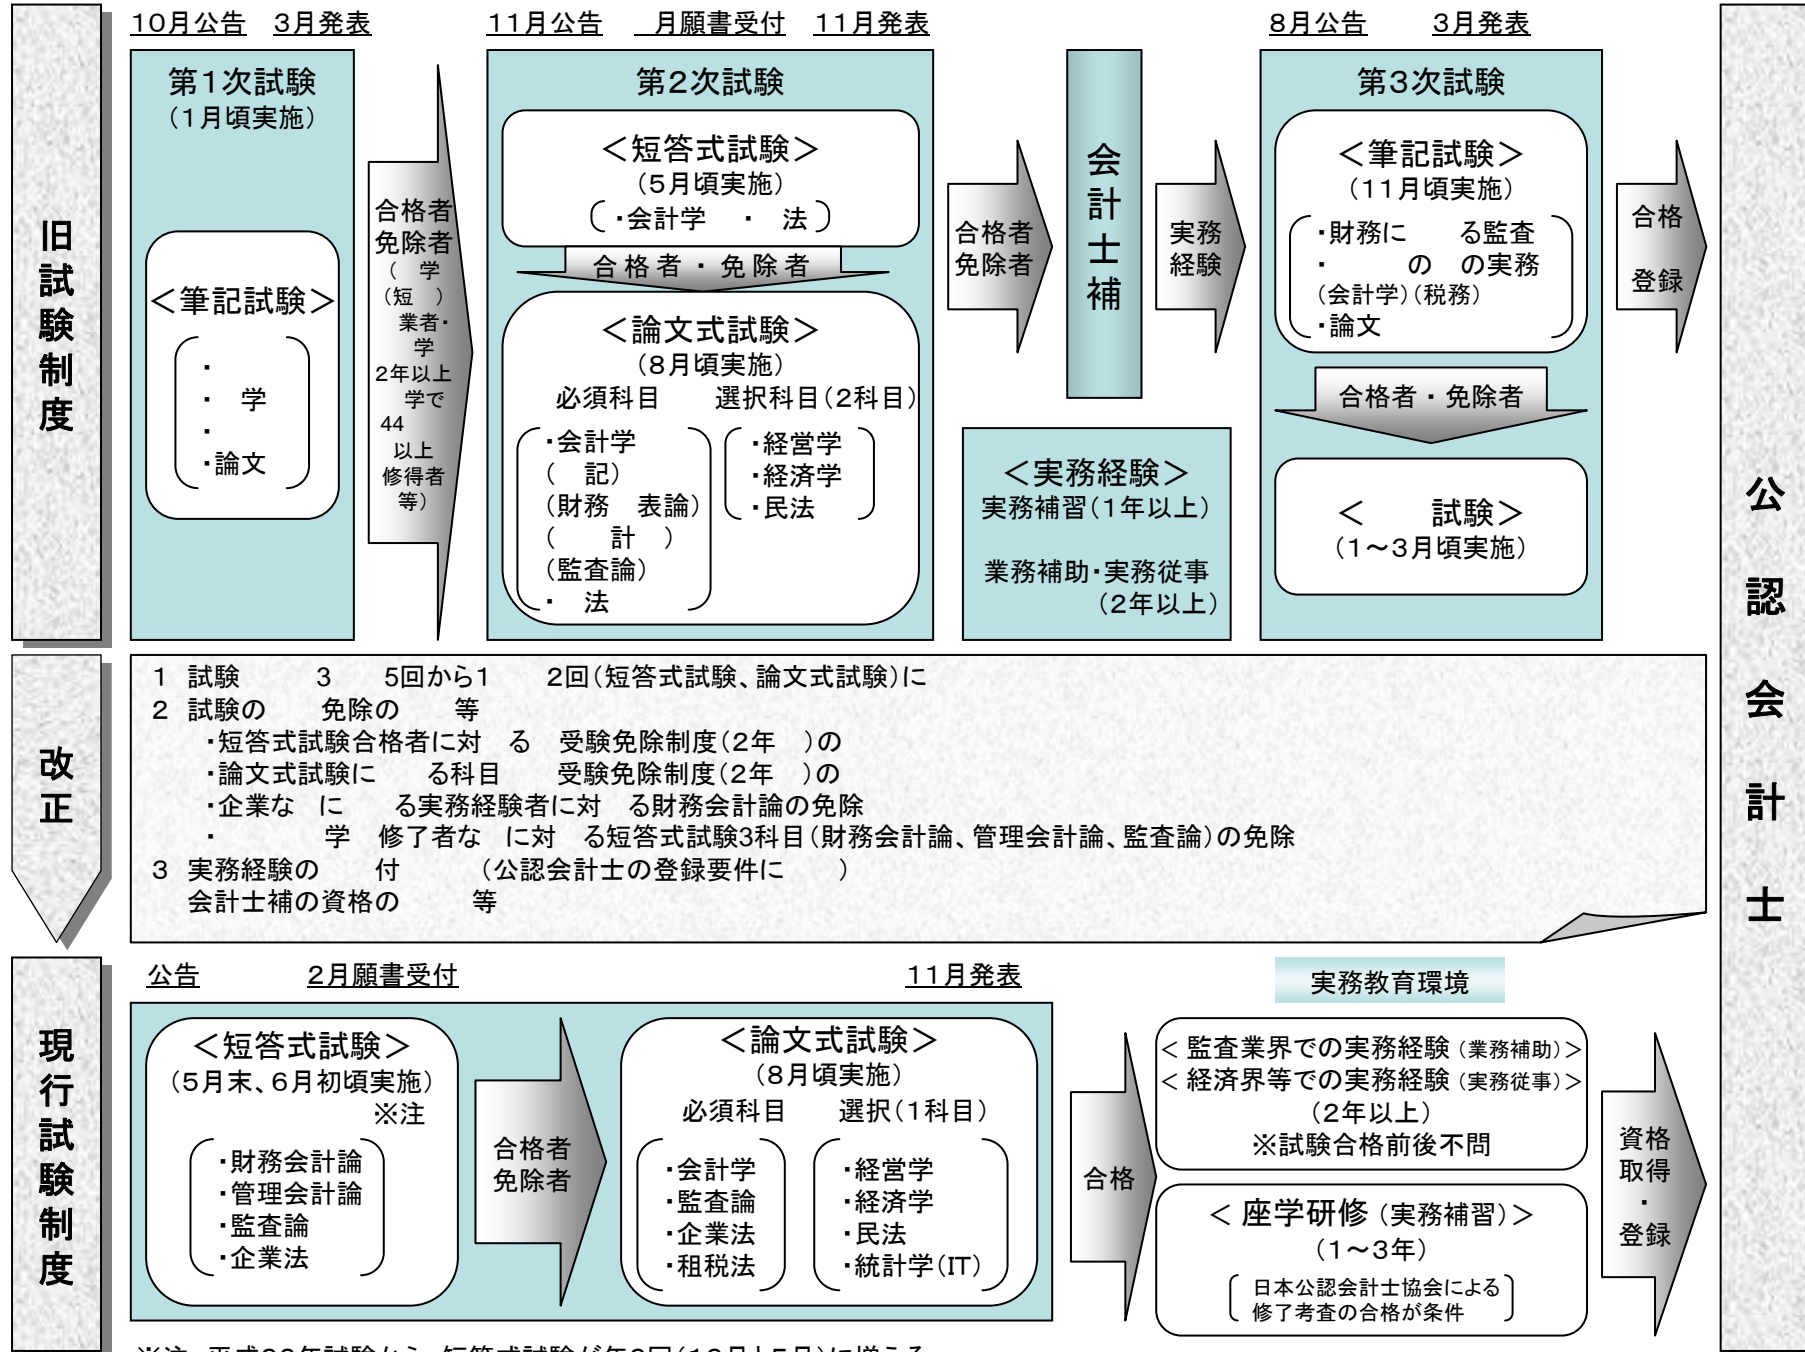 旧試験制度
10月公告 3月発表
第1次試験
(1月頃実施)
<筆記試験>
・
・ 学
・
・論文
合格者
免除者
( 学
(短 )
業者・
学
2年以上
学で
44
以上
修得者
等)
11月公告 月願書受付 11月発表
第2次試験
<短答式試験>
(5月頃実施)
・会計学 ・ 法
合格者・免除者
<論文式試験>
(8月頃実施)
必須科目 選択科目(2科目)
・会計学
( 記)
(財務 表論)
( 計 )
(監査論)
・ 法
・経営学
・経済学
・民法
合格者
免除者
会計士補
実務
経験
<実務経験>
実務補習(1年以上)
業務補助・実務従事
(2年以上)
8月公告 3月発表
第3次試験
<筆記試験>
(11月頃実施)
・財務に る監査
・ の の実務
(会計学)(税務)
・論文
合格者・免除者
< 試験>
(1~3月頃実施)
合格
登録
公認会計士
改正
1 試験 3 5回から1 2回(短答式試験、論文式試験)に
2 試験の 免除の 等
・短答式試験合格者に対 る 受験免除制度(2年 )の
・論文式試験に る科目 受験免除制度(2年 )の
・企業な に る実務経験者に対 る財務会計論の免除
・ 学 修了者な に対 る短答式試験3科目(財務会計論、管理会計論、監査論)の免除
3 実務経験の 付 (公認会計士の登録要件に )
会計士補の資格の 等
現行試験制度
公告 2月願書受付 11月発表
<短答式試験>
(5月末、6月初頃実施)
※注
・財務会計論
・管理会計論
・監査論
・企業法
合格者
免除者
<論文式試験>
(8月頃実施)
必須科目 選択(1科目)
・会計学
・監査論
・企業法
・租税法
・経営学
・経済学
・民法
・統計学(IT)
合格
実務教育環境
<監査業界での実務経験(業務補助)>
<経済界等での実務経験(実務従事)>
(2年以上)
※試験合格前後不問
<座学研修(実務補習)>
(1~3年)
日本公認会計士協会による
修了考査の合格が条件
資格
取得
・
登録